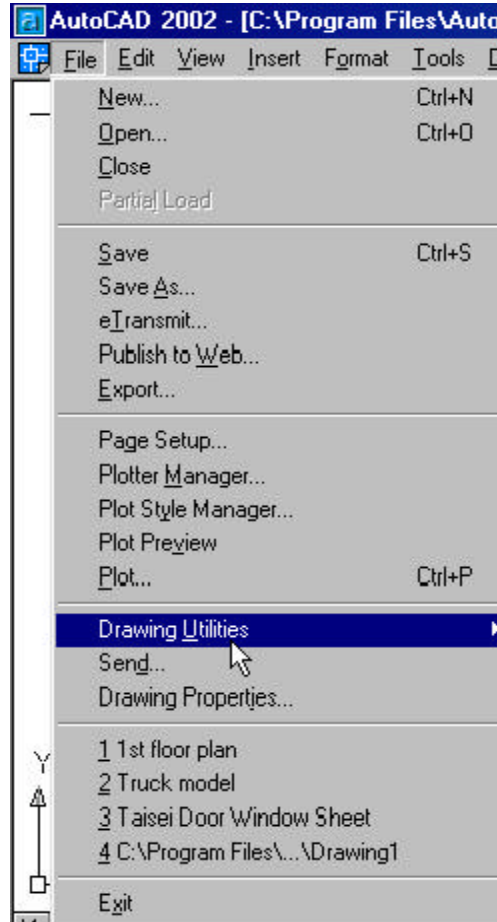 AutoCAD 2002 - [C:\Program Files\Auto
File Edit View Insert Format Tools D
New... Ctrl+N
Open... Ctrl+O
Close
Partial Load
Save Ctrl+S
Save As...
eTransmit...
Publish to Web...
Export...
Page Setup...
Plotter Manager...
Plot Style Manager...
Plot Preview
Plot... Ctrl+P
Drawing Utilities
Send...
Drawing Properties...
1 1st floor plan
2 Truck model
3 Taisei Door Window Sheet
4 C:\Program Files\...\Drawing1
Exit
Y